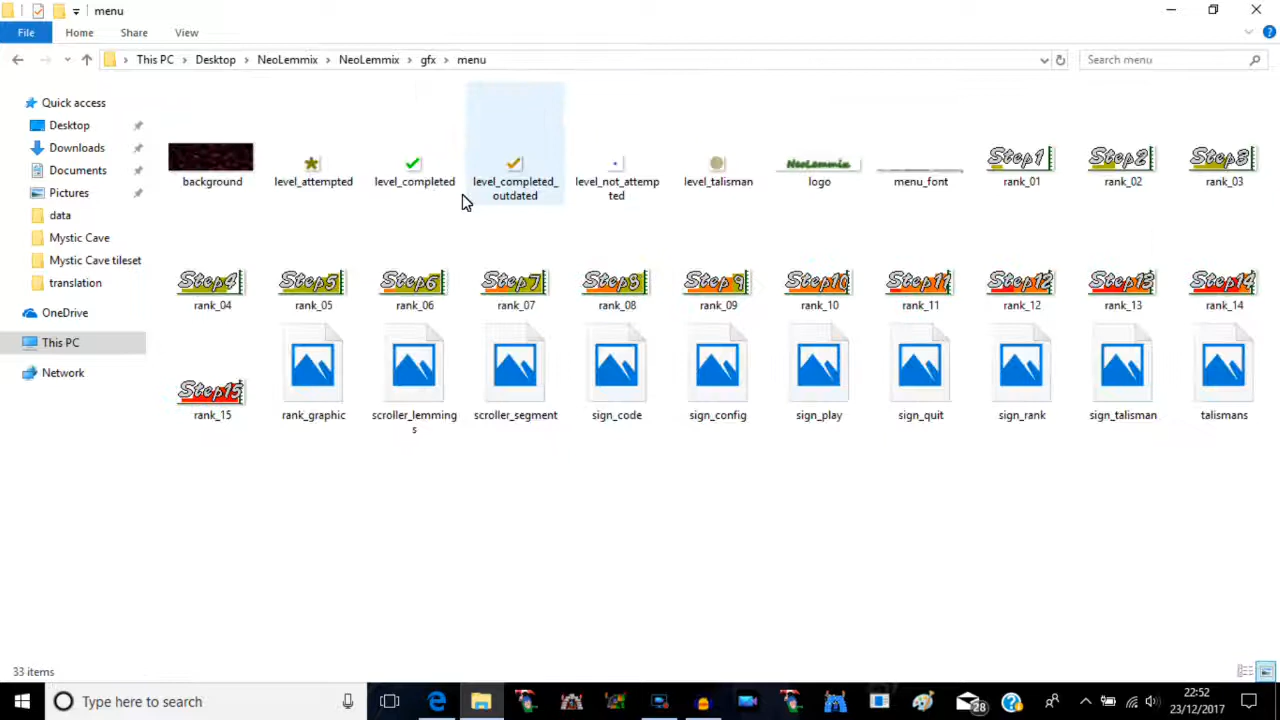 menu
File Home Share View
This PC Desktop NeoLemmix NeoLemmix gfx menu
Search menu
Quick access
Desktop
Downloads
Documents
Pictures
data
Mystic Cave
Mystic Cave tileset
translation
OneDrive
This PC
Network
NeoLemmix Step1 Step2 Step3
background level_attempted level_completed level_completed_ level_not_attemp level_talisman logo menu_font rank_01 rank_02 rank_03
outdated ted
Step4 Step5 Step6 Step7 Step8 Step9 Step10 Step11 Step12 Step13 Step14
rank_04 rank_05 rank_06 rank_07 rank_08 rank_09 rank_10 rank_11 rank_12 rank_13 rank_14
Step15
rank_15 rank_graphic scroller_lemming scroller_segment sign_code sign_config sign_play sign_quit sign_rank sign_talisman talismans
s
33 items
Type here to search
28
22:52
23/12/2017